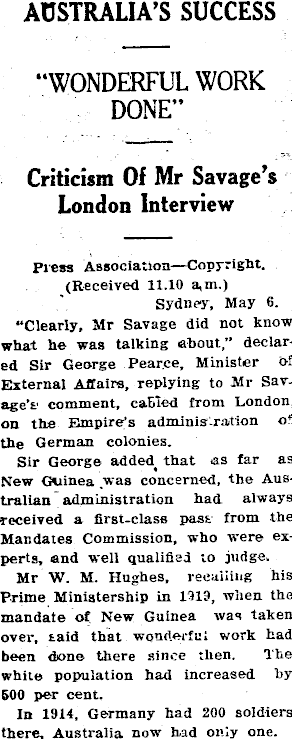 AUSTRALIA'S SUCCESS
"WONDERFUL WORK
DONE"
Criticism Of Mr Savage's
London Interview
Press Association—Copyright.
(Received 11.10 a.m.)
Sydney, May 6.
"Clearly, Mr Savage did not know
what he was talking about," declar-
ed Sir George Pearce, Minister of
External Affairs, replying to Mr Sav-
age's comment, cabled from London
on the Empire's administration of
the German colonies.
Sir George added that as far as
New Guinea was concerned, the Aus-
tralian administration had always
received a first-class pass from the
Mandates Commission, who were ex-
perts, and well qualified to judge.
Mr W. M. Hughes, recalling his
Prime Ministership in 1919, when the
mandate of New Guinea was taken
over, said that wonderful work had
been done there since then. The
white population had increased by
500 per cent.
In 1914, Germany had 200 soldiers
there, Australia now had only one.